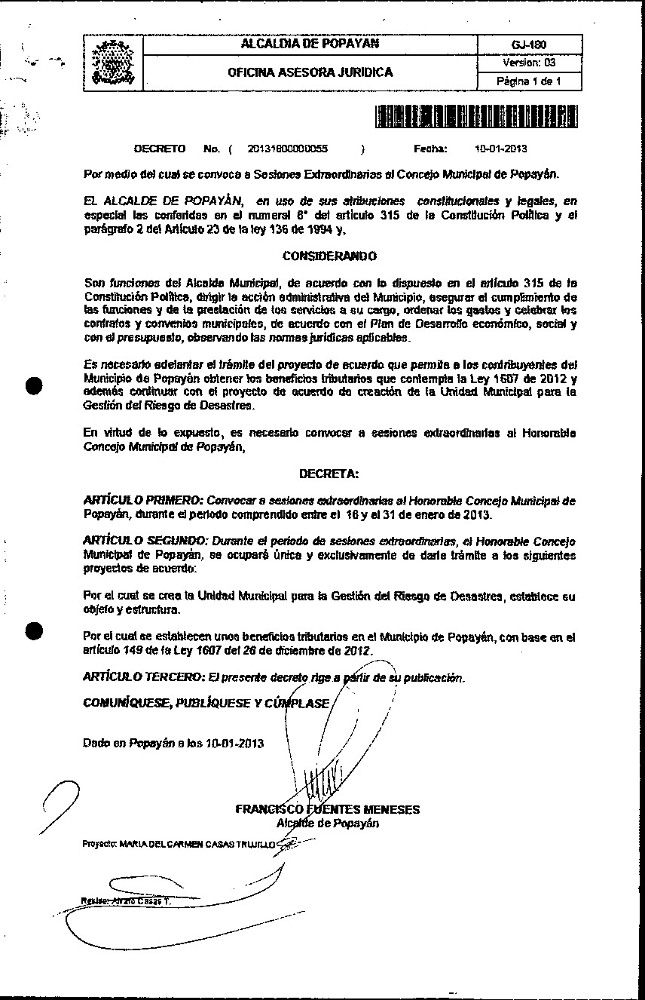 ALCALDIA DE POPAYAN
GJ-180
OFICINA ASESORA JURIDICA
Version: 03
Página 1 de 1
DECRETO No. ( 20131800000055 ) Fecha: 10-01-2013
Por medio del cual se convoca a Sesiones Extraordinarias al Concejo Municipal de Popayán.
EL ALCALDE DE POPAYÁN, en uso de sus atribuciones constitucionales y legales, en
especial las conferidas en el numeral 8° del artículo 315 de la Constitución Política y el
parágrafo 2 del Artículo 23 de la ley 136 de 1994 y,
CONSIDERANDO
Son funciones del Alcalde Municipal, de acuerdo con lo dispuesto en el artículo 315 de la
Constitución Política, dirigir la acción administrativa del Municipio, asegurar el cumplimiento de
las funciones y de la prestación de los servicios a su cargo, ordenar los gastos y celebrar los
contratos y convenios municipales, de acuerdo con el Plan de Desarrollo económico, social y
con el presupuesto, observando las normas jurídicas aplicables.
Es necesario adelantar el trámite del proyecto de acuerdo que permita a los contribuyentes del
Municipio de Popayán obtener los beneficios tributarios que contempla la Ley 1607 de 2012 y
además continuar con el proyecto de acuerdo de creación de la Unidad Municipal para la
Gestión del Riesgo de Desastres.
En virtud de lo expuesto, es necesario convocar a sesiones extraordinarias al Honorable
Concejo Municipal de Popayán,
DECRETA:
ARTÍCULO PRIMERO: Convocar a sesiones extraordinarias al Honorable Concejo Municipal de
Popayán, durante el periodo comprendido entre el 16 y el 31 de enero de 2013.
ARTÍCULO SEGUNDO: Durante el periodo de sesiones extraordinarias, el Honorable Concejo
Municipal de Popayán, se ocupará única y exclusivamente de darle trámite a los siguientes
proyectos de acuerdo:
Por el cual se crea la Unidad Municipal para la Gestión del Riesgo de Desastres, establece su
objeto y estructura.
Por el cual se establecen unos beneficios tributarios en el Municipio de Popayán, con base en el
artículo 149 de la Ley 1607 del 26 de diciembre de 2012.
ARTÍCULO TERCERO: El presente decreto rige a partir de su publicación.
COMUNÍQUESE, PUBLÍQUESE Y CÚMPLASE
Dado en Popayán a los 10-01-2013
FRANCISCO FUENTES MENESES
Alcalde de Popayán
Proyecto: MARIA DEL CARMEN CASAS TRUJILLO
Reviso: Alvaro Casas T.